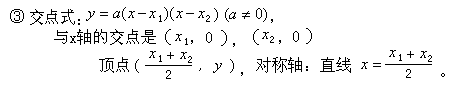 ③ 交点式：y = a(x-x₁)(x-x₂) (a ≠ 0)，
与x轴的交点是（x₁，0），（x₂，0）
顶点（(x₁ + x₂)/2，y），对称轴：直线 x = (x₁ + x₂)/2 。